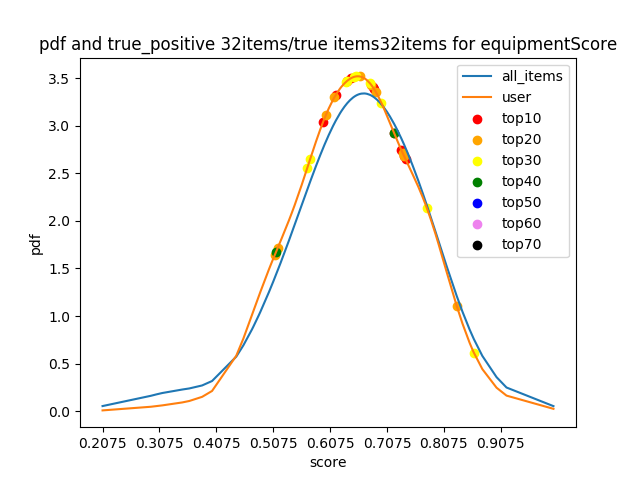 pdf and true_positive 32items/true items32items for equipmentScore
3.5
3.0
2.5
2.0
1.5
1.0
0.5
0.0
pdf
all_items
user
top10
top20
top30
top40
top50
top60
top70
0.2075 0.3075 0.4075 0.5075 0.6075 0.7075 0.8075 0.9075
score